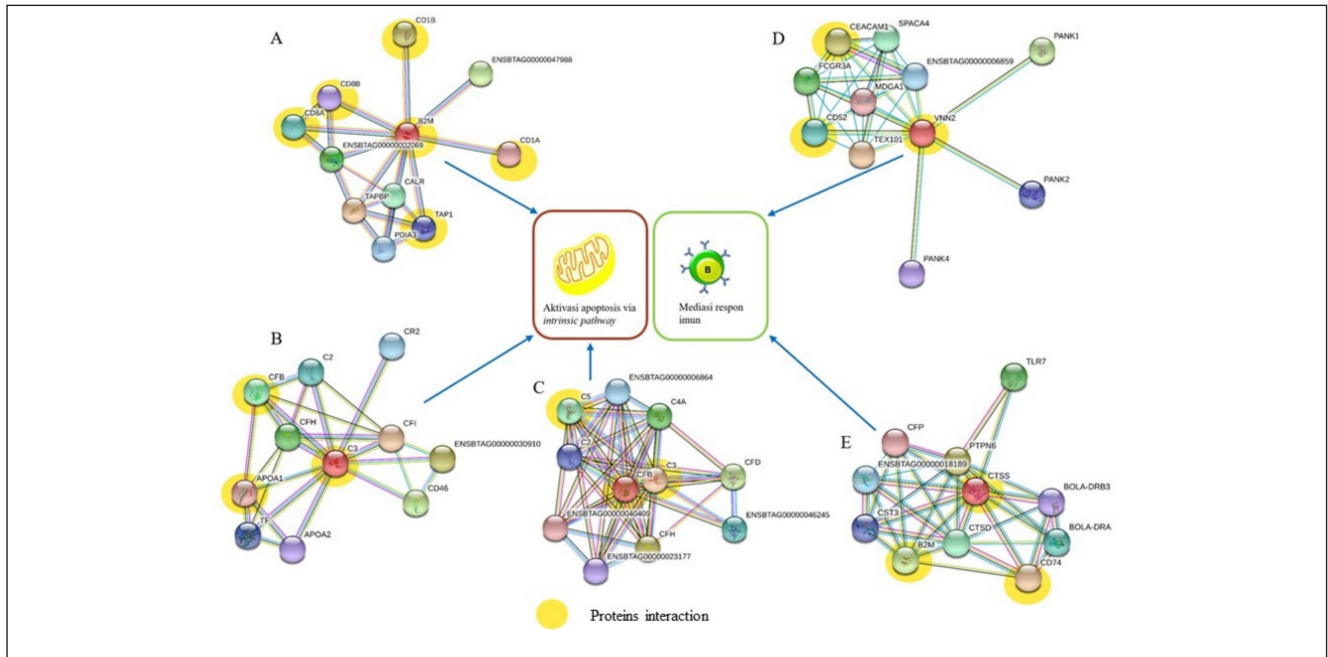 A
CD1B
ENSBTAG00000047988
CD8B
CD8A
B2M
ENSBTAG00000002069
CD1A
CALR
TAPBP
TAP1
PDIA3
D
CEACAM1
SPACA4
PANK1
FCGR3A
ENSBTAG00000006859
MDGA1
CD52
VNN2
TEX101
PANK2
PANK4
Aktivasi apoptosis via
intrinsic pathway
B
Mediasi respon
imun
B
CR2
C2
CFB
CFH
CFI
C3
ENSBTAG00000030910
APOA1
CD46
TF
APOA2
C
ENSBTAG00000006864
C5
C4A
C2
C3
CFB
CFD
ENSBTAG00000040409
ENSBTAG00000046245
CFH
ENSBTAG00000023177
E
TLR7
CFP
PTPN6
ENSBTAG00000018189
CTSS
BOLA-DRB3
CST3
CTSD
BOLA-DRA
B2M
CD74
Proteins interaction